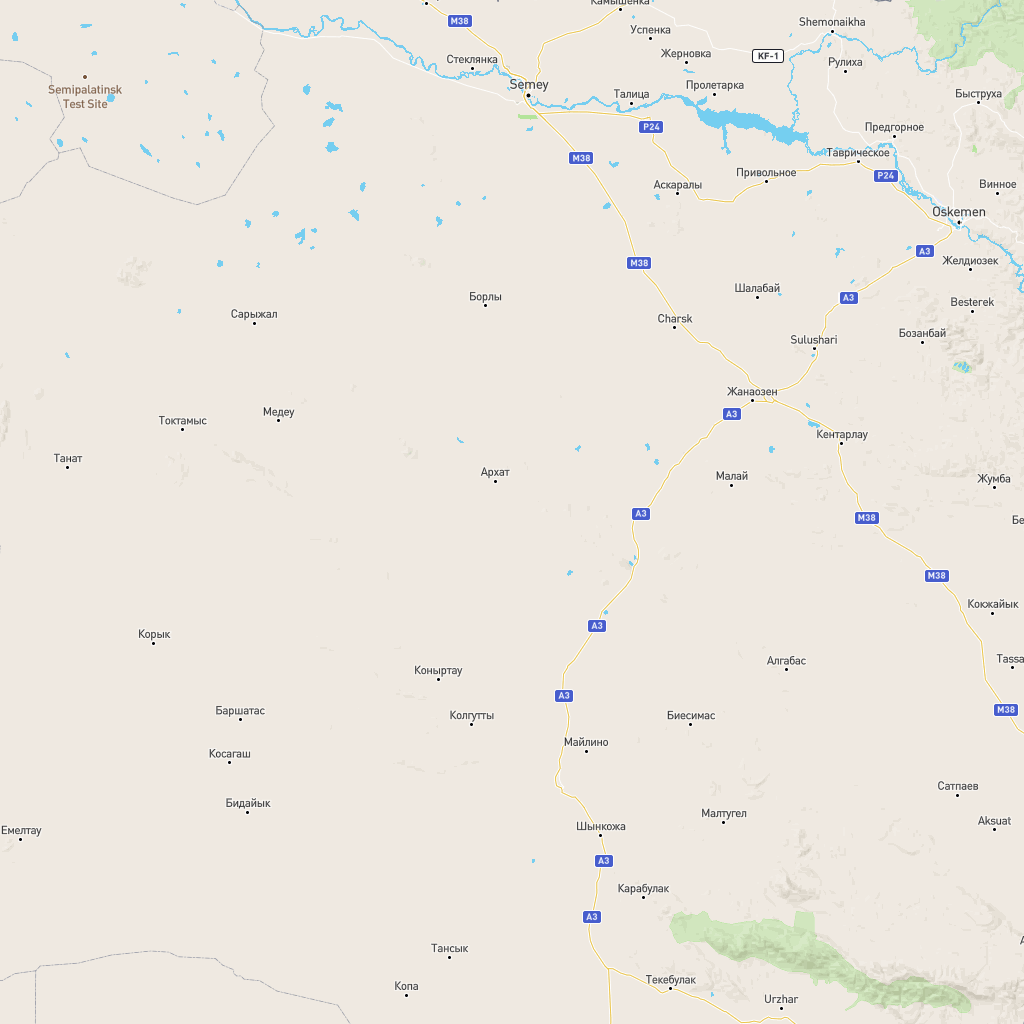 Камышенка
M38
Shemonaikha
Успенка
Жерновка
KF-1
Стеклянка
Рулиха
Semipalatinsk
Test Site
Semey
Пролетарка
Талица
Быструха
P24
Предгорное
M38
Таврическое
Привольное
P24
Аскаралы
Винное
Oskemen
A3
M38
Желдиозек
Шалабай
Борлы
A3
Besterek
Сарыжал
Charsk
Бозанбай
Sulushari
Жанаозен
Медеу
A3
Токтамыс
Кентарлау
Танат
Архат
Малай
Жумба
A3
M38
Бе
M38
Кокжайык
A3
Корык
Алгабас
Tassa
Коныртау
A3
Баршатас
Колгутты
Биесимас
M38
Майлино
Косагаш
Сатпаев
Бидайык
Малтугел
Емелтау
Шынкожа
Aksuat
A3
Карабулак
A3
Тансык
Текебулак
Копа
Urzhar